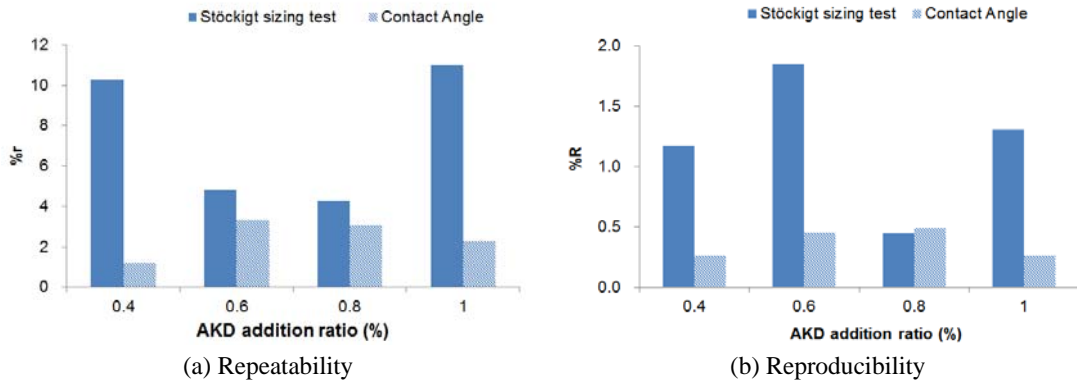 Stöckigt sizing test Contact Angle
12
10
8
6
4
2
0
%r
0.4 0.6 0.8 1
AKD addition ratio (%)
(a) Repeatability
Stöckigt sizing test Contact Angle
2.0
1.5
1.0
0.5
0.0
%R
0.4 0.6 0.8 1
AKD addition ratio (%)
(b) Reproducibility